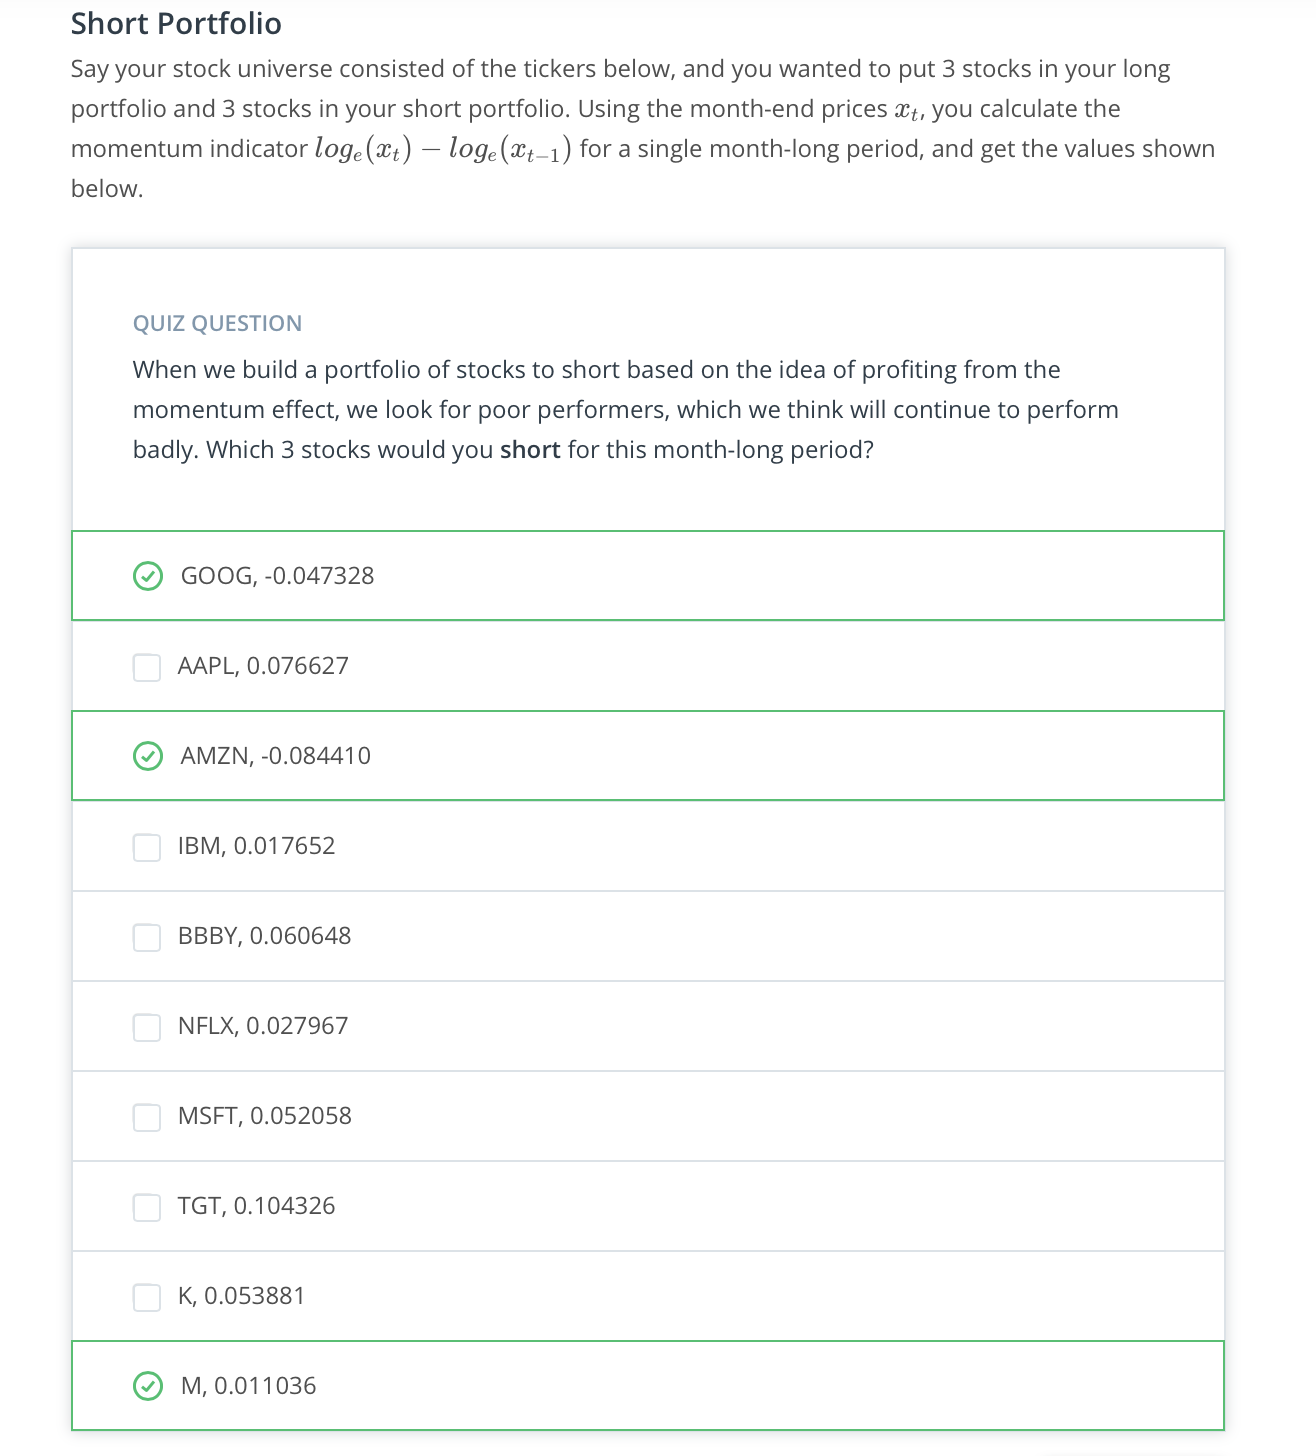 Short Portfolio
Say your stock universe consisted of the tickers below, and you wanted to put 3 stocks in your long
portfolio and 3 stocks in your short portfolio. Using the month-end prices xₜ, you calculate the
momentum indicator logₑ(xₜ) − logₑ(xₜ₋₁) for a single month-long period, and get the values shown
below.
QUIZ QUESTION
When we build a portfolio of stocks to short based on the idea of profiting from the
momentum effect, we look for poor performers, which we think will continue to perform
badly. Which 3 stocks would you short for this month-long period?
GOOG, -0.047328
AAPL, 0.076627
AMZN, -0.084410
IBM, 0.017652
BBBY, 0.060648
NFLX, 0.027967
MSFT, 0.052058
TGT, 0.104326
K, 0.053881
M, 0.011036